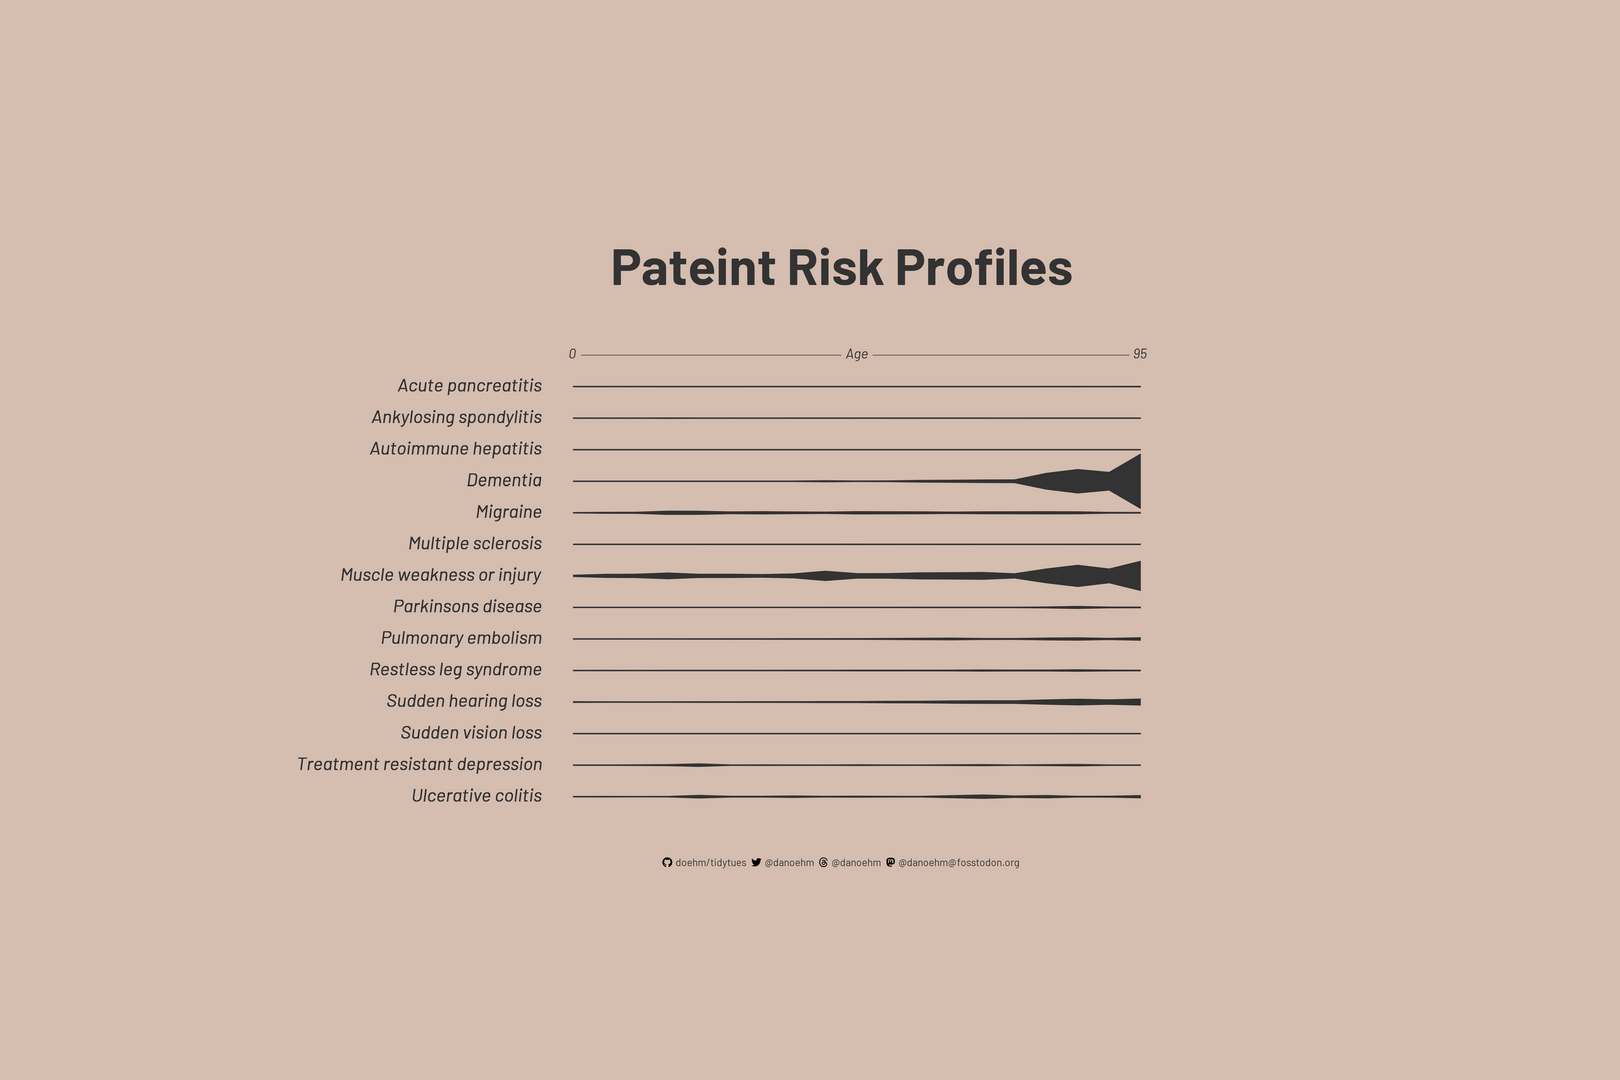 Pateint Risk Profiles
0 Age 95
Acute pancreatitis
Ankylosing spondylitis
Autoimmune hepatitis
Dementia
Migraine
Multiple sclerosis
Muscle weakness or injury
Parkinsons disease
Pulmonary embolism
Restless leg syndrome
Sudden hearing loss
Sudden vision loss
Treatment resistant depression
Ulcerative colitis
doehm/tidytues @danoehm @danoehm @danoehm@fosstodon.org